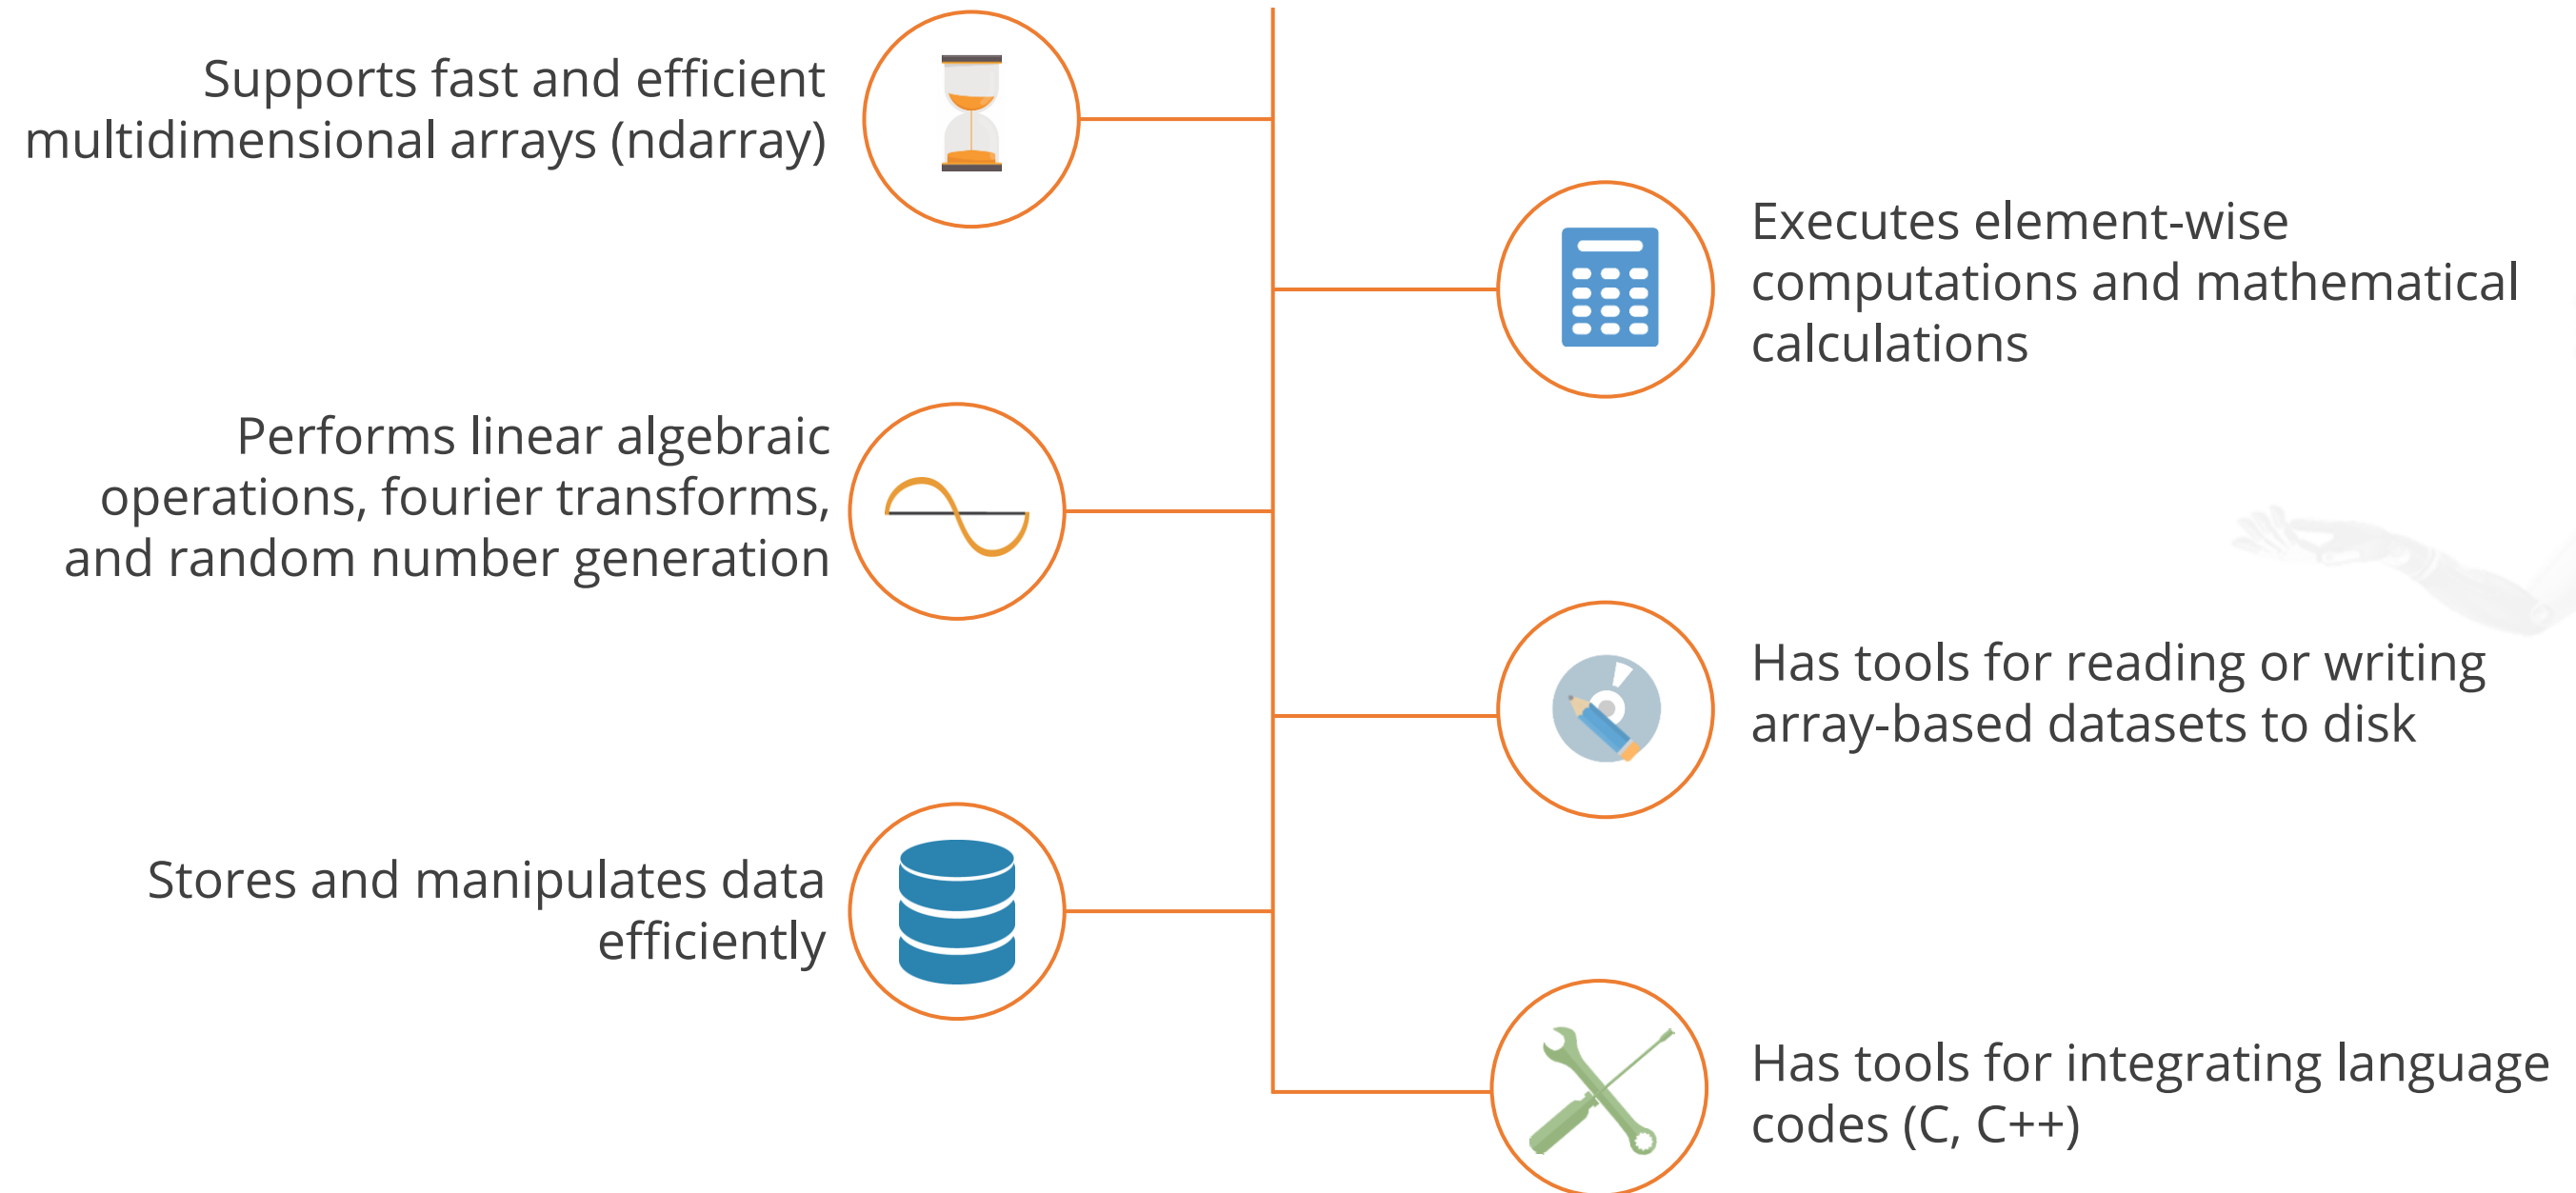 Supports fast and efficient
multidimensional arrays (ndarray)
Executes element-wise
computations and mathematical
calculations
Performs linear algebraic
operations, fourier transforms,
and random number generation
Has tools for reading or writing
array-based datasets to disk
Stores and manipulates data
efficiently
Has tools for integrating language
codes (C, C++)